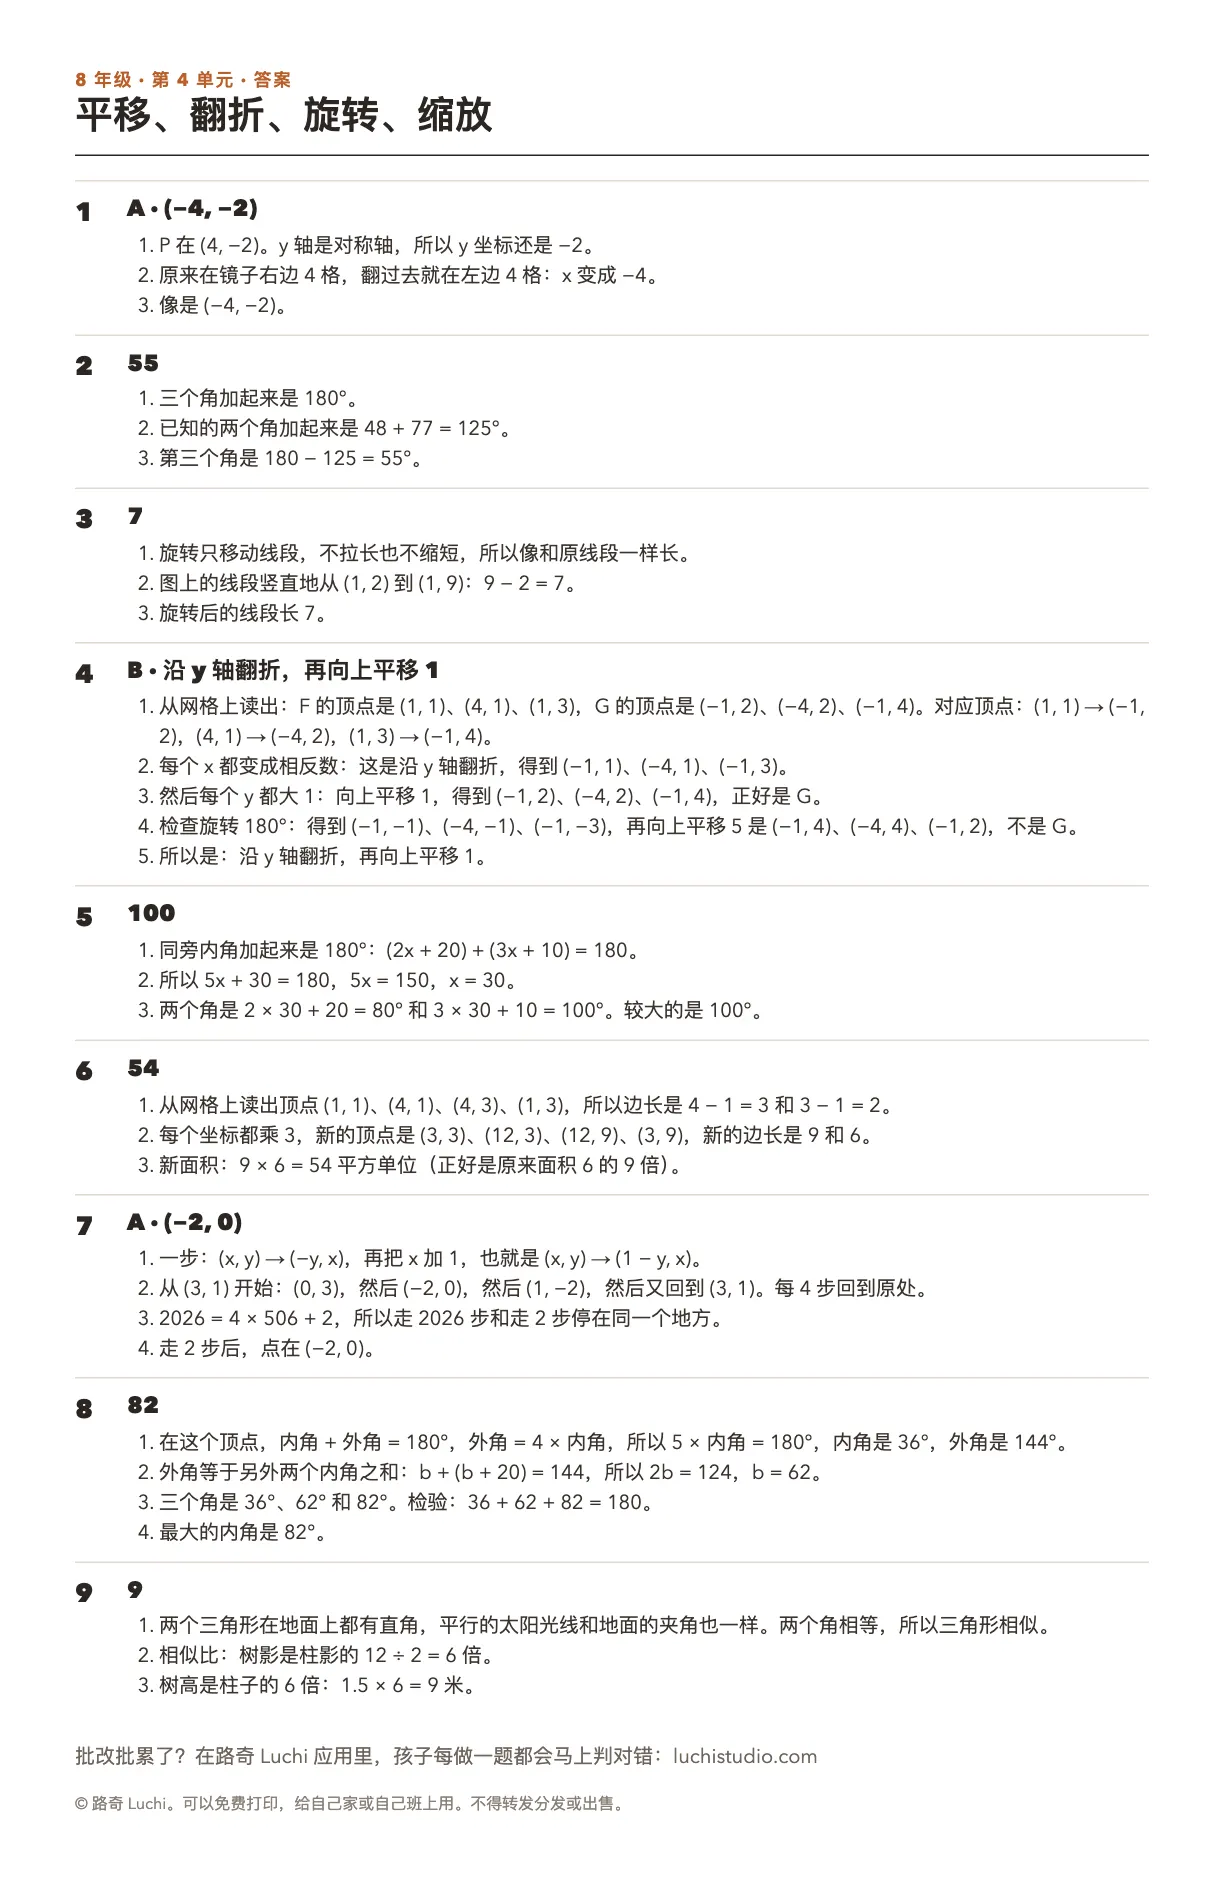 8 年级 · 第 4 单元 · 答案
平移、翻折、旋转、缩放
1
A · (−4, −2)
1. P 在 (4, −2)。y 轴是对称轴，所以 y 坐标还是 −2。
2. 原来在镜子右边 4 格，翻过去就在左边 4 格：x 变成 −4。
3. 像是 (−4, −2)。
2
55
1. 三个角加起来是 180°。
2. 已知的两个角加起来是 48 + 77 = 125°。
3. 第三个角是 180 − 125 = 55°。
3
7
1. 旋转只移动线段，不拉长也不缩短，所以像和原线段一样长。
2. 图上的线段竖直地从 (1, 2) 到 (1, 9)：9 − 2 = 7。
3. 旋转后的线段长 7。
4
B · 沿 y 轴翻折，再向上平移 1
1. 从网格上读出：F 的顶点是 (1, 1)、(4, 1)、(1, 3)，G 的顶点是 (−1, 2)、(−4, 2)、(−1, 4)。对应顶点：(1, 1) → (−1,
2)，(4, 1) → (−4, 2)，(1, 3) → (−1, 4)。
2. 每个 x 都变成相反数：这是沿 y 轴翻折，得到 (−1, 1)、(−4, 1)、(−1, 3)。
3. 然后每个 y 都大 1：向上平移 1，得到 (−1, 2)、(−4, 2)、(−1, 4)，正好是 G。
4. 检查旋转 180°：得到 (−1, −1)、(−4, −1)、(−1, −3)，再向上平移 5 是 (−1, 4)、(−4, 4)、(−1, 2)，不是 G。
5. 所以是：沿 y 轴翻折，再向上平移 1。
5
100
1. 同旁内角加起来是 180°：(2x + 20) + (3x + 10) = 180。
2. 所以 5x + 30 = 180，5x = 150，x = 30。
3. 两个角是 2 × 30 + 20 = 80° 和 3 × 30 + 10 = 100°。较大的是 100°。
6
54
1. 从网格上读出顶点 (1, 1)、(4, 1)、(4, 3)、(1, 3)，所以边长是 4 − 1 = 3 和 3 − 1 = 2。
2. 每个坐标都乘 3，新的顶点是 (3, 3)、(12, 3)、(12, 9)、(3, 9)，新的边长是 9 和 6。
3. 新面积：9 × 6 = 54 平方单位（正好是原来面积 6 的 9 倍）。
7
A · (−2, 0)
1. 一步：(x, y) → (−y, x)，再把 x 加 1，也就是 (x, y) → (1 − y, x)。
2. 从 (3, 1) 开始：(0, 3)，然后 (−2, 0)，然后 (1, −2)，然后又回到 (3, 1)。每 4 步回到原处。
3. 2026 = 4 × 506 + 2，所以走 2026 步和走 2 步停在同一个地方。
4. 走 2 步后，点在 (−2, 0)。
8
82
1. 在这个顶点，内角 + 外角 = 180°，外角 = 4 × 内角，所以 5 × 内角 = 180°，内角是 36°，外角是 144°。
2. 外角等于另外两个内角之和：b + (b + 20) = 144，所以 2b = 124，b = 62。
3. 三个角是 36°、62° 和 82°。检验：36 + 62 + 82 = 180。
4. 最大的内角是 82°。
9
9
1. 两个三角形在地面上都有直角，平行的太阳光线和地面的夹角也一样。两个角相等，所以三角形相似。
2. 相似比：树影是柱影的 12 ÷ 2 = 6 倍。
3. 树高是柱子的 6 倍：1.5 × 6 = 9 米。
批改批累了？在路奇 Luchi 应用里，孩子每做一题都会马上判对错：luchistudio.com
© 路奇 Luchi。可以免费打印，给自己家或自己班上用。不得转发分发或出售。